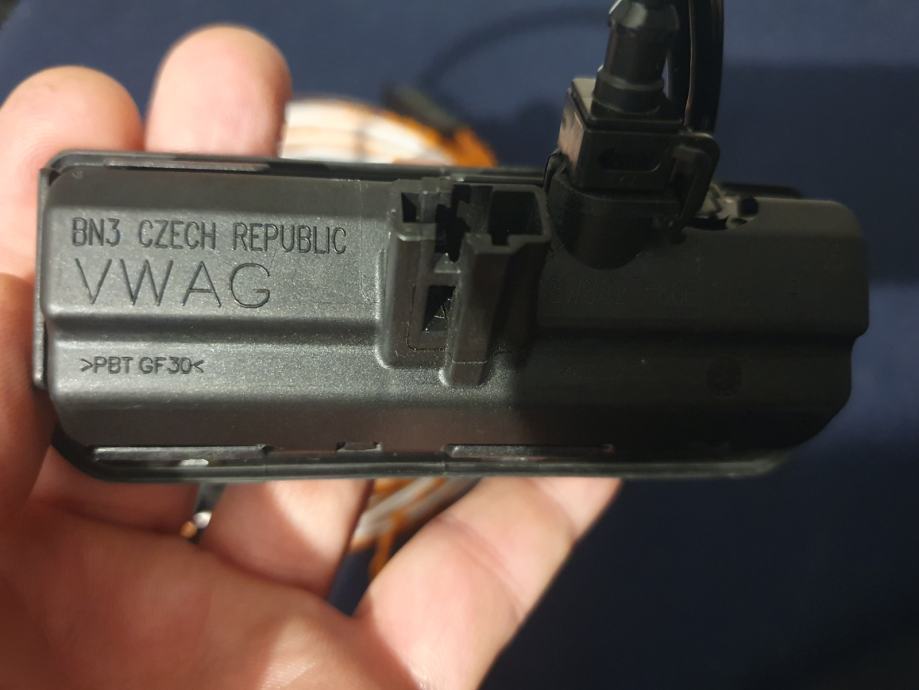 BN3 CZECH REPUBLIC
VWAG
>PBT GF30<